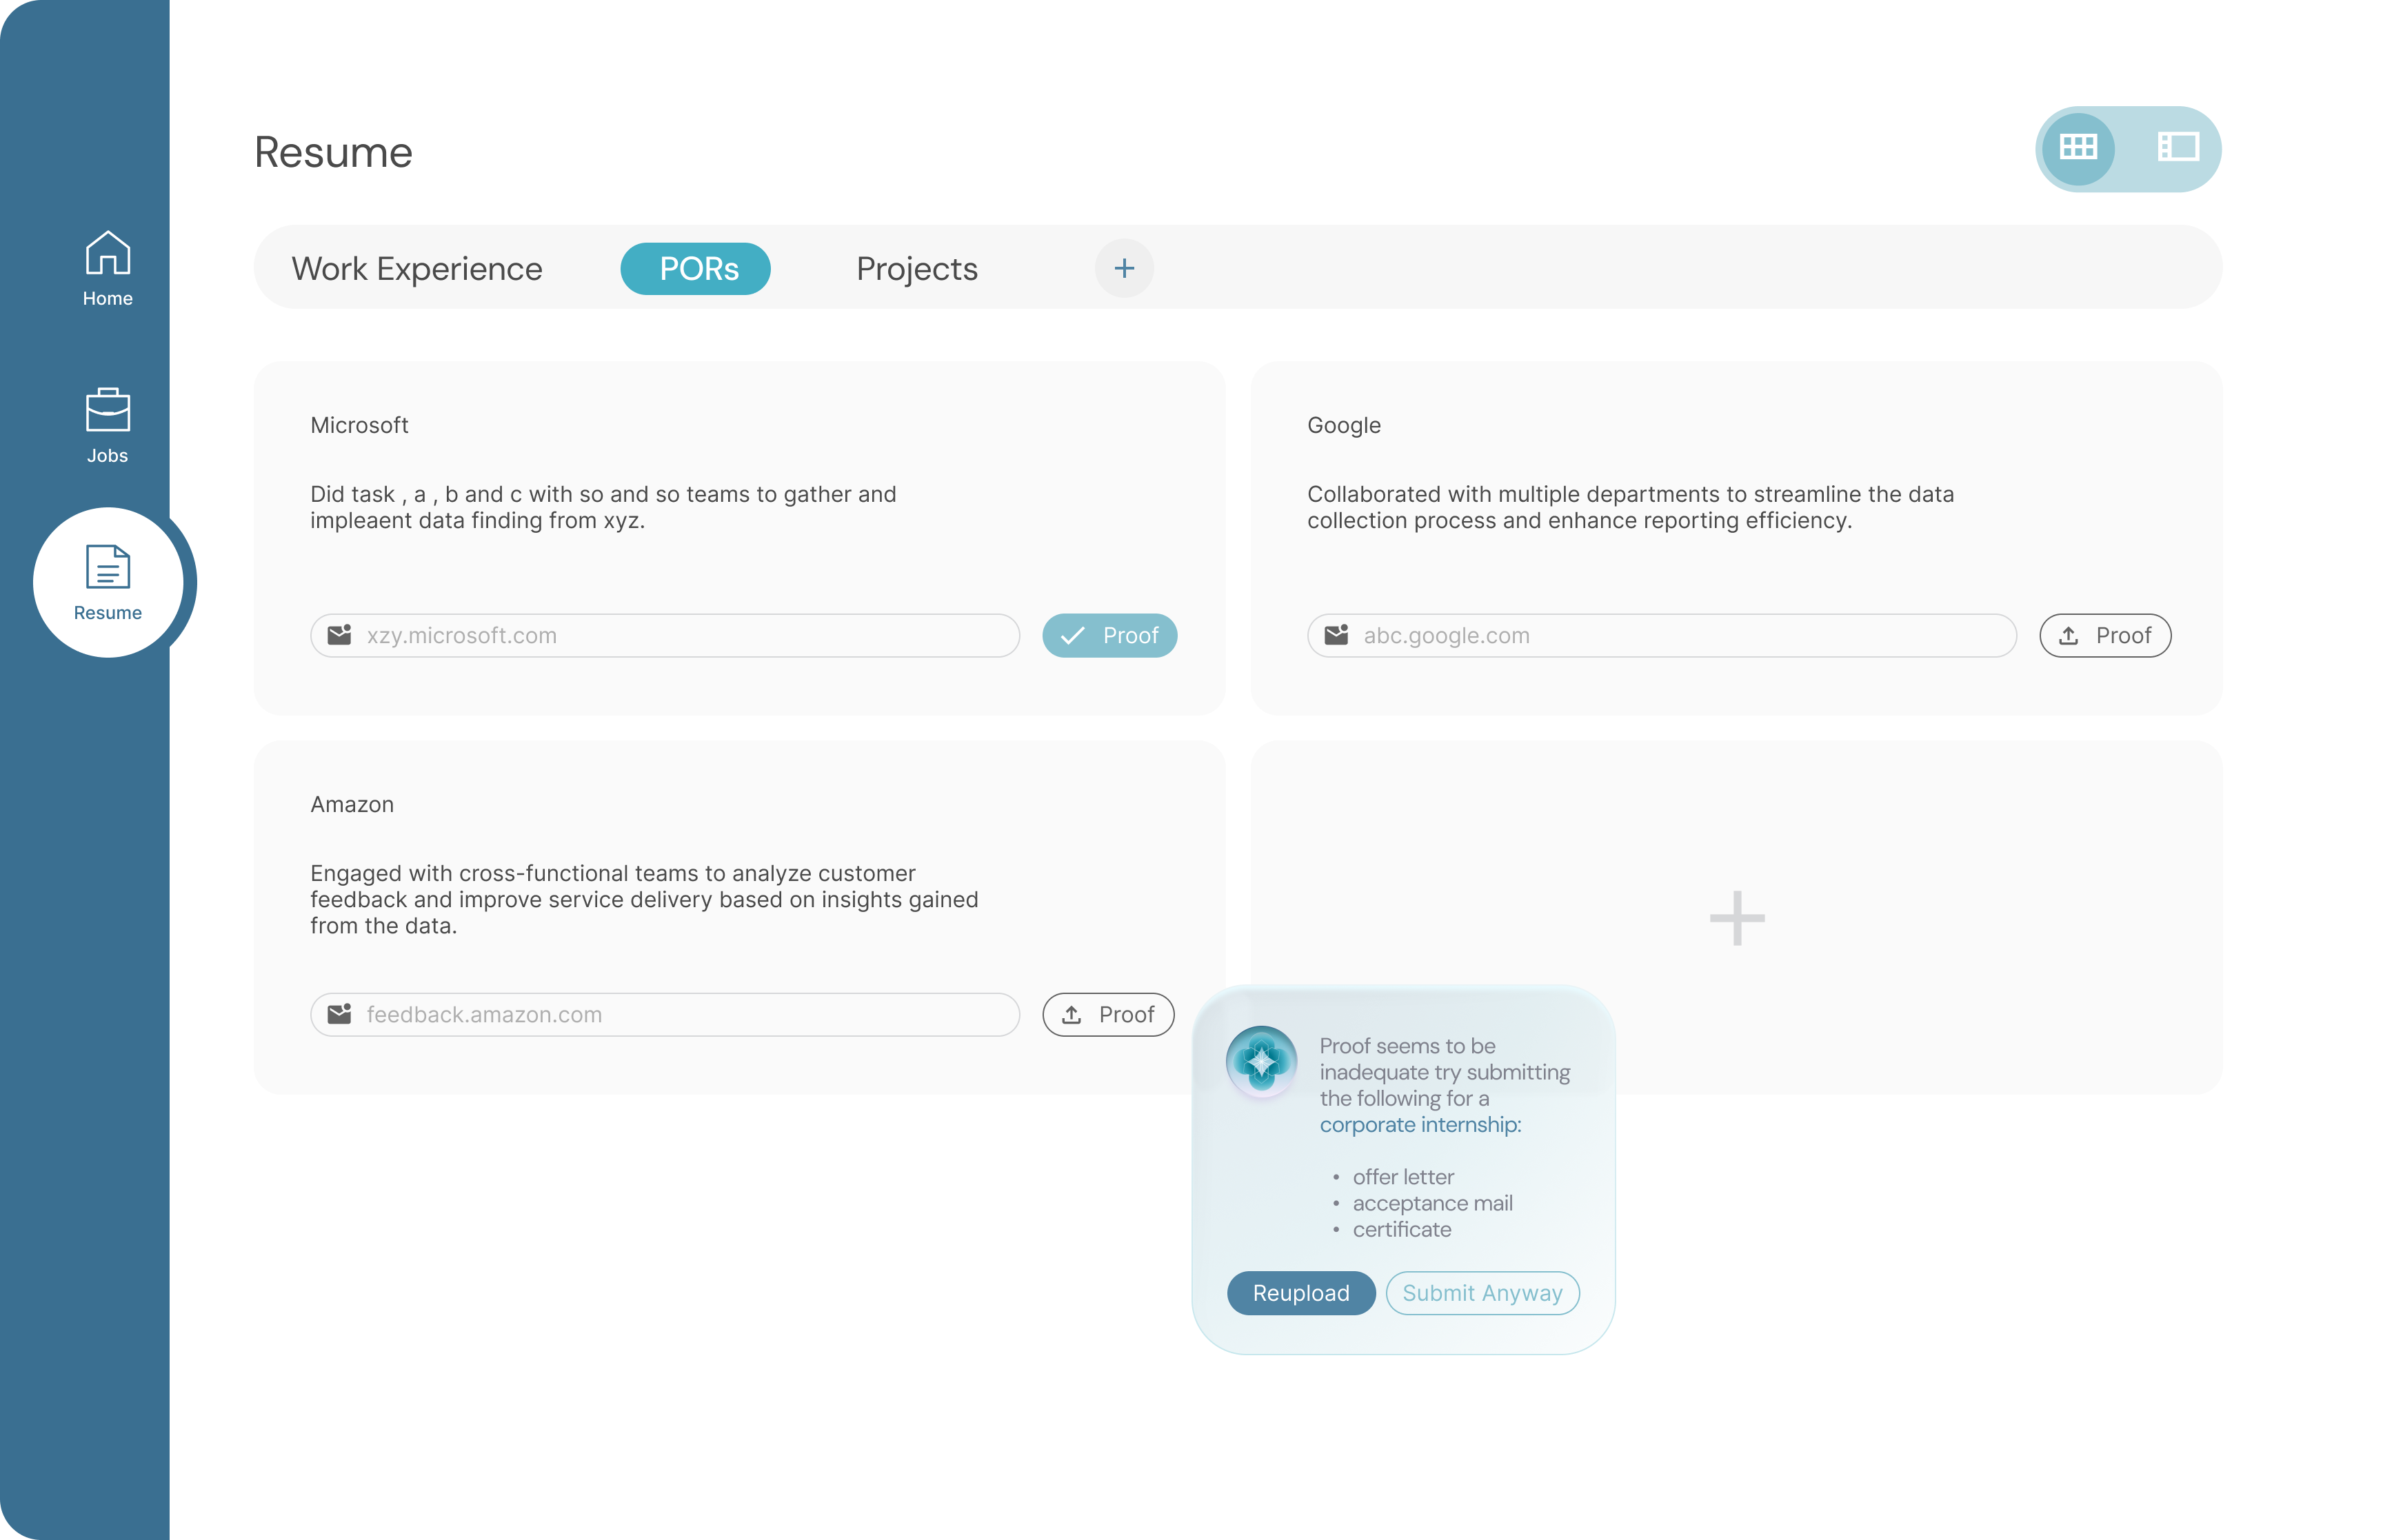 Resume
Home
Jobs
Resume
Work Experience
PORs
Projects
Microsoft
Did task , a , b and c with so and so teams to gather and
impleaent data finding from xyz.
xzy.microsoft.com
Proof
Google
Collaborated with multiple departments to streamline the data
collection process and enhance reporting efficiency.
abc.google.com
Proof
Amazon
Engaged with cross-functional teams to analyze customer
feedback and improve service delivery based on insights gained
from the data.
feedback.amazon.com
Proof
Proof seems to be
inadequate try submitting
the following for a
corporate internship:
• offer letter
• acceptance mail
• certificate
Reupload
Submit Anyway